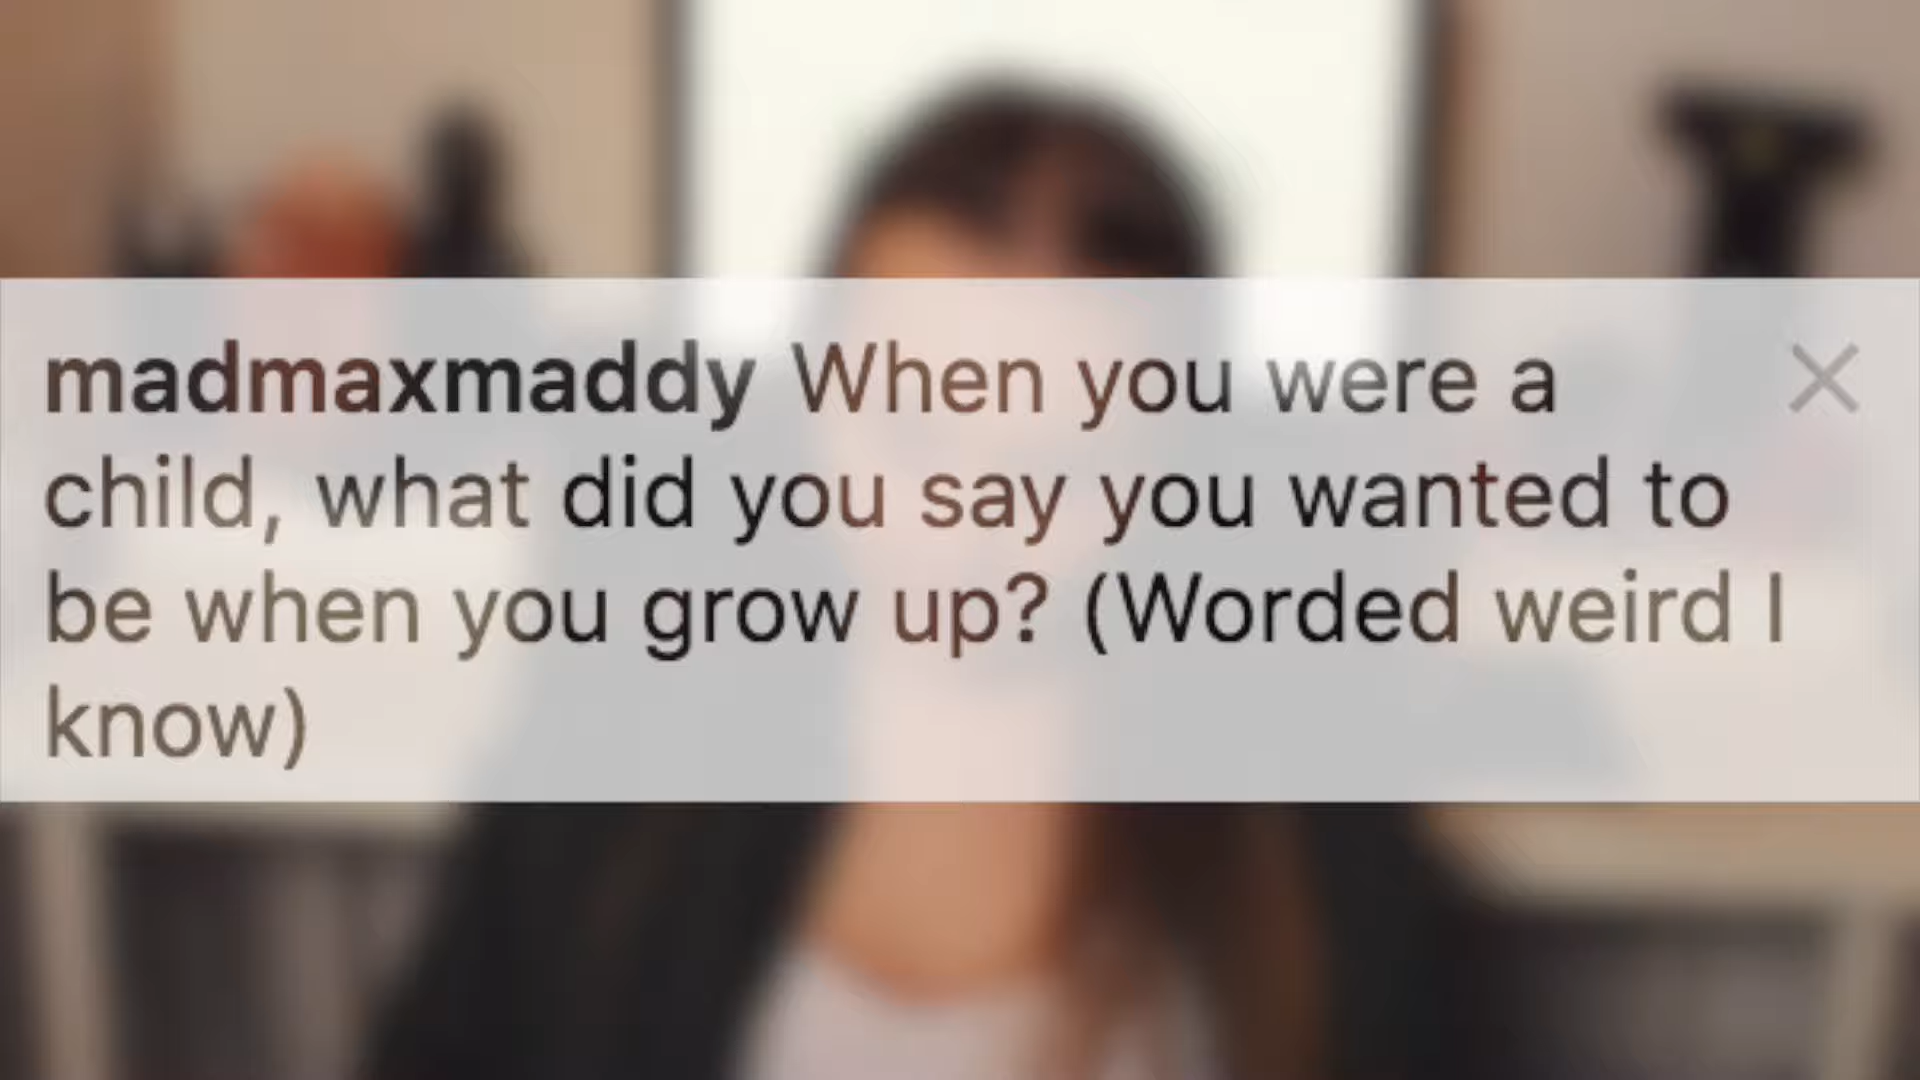 madmaxmaddy When you were a
child, what did you say you wanted to
be when you grow up? (Worded weird I
know)